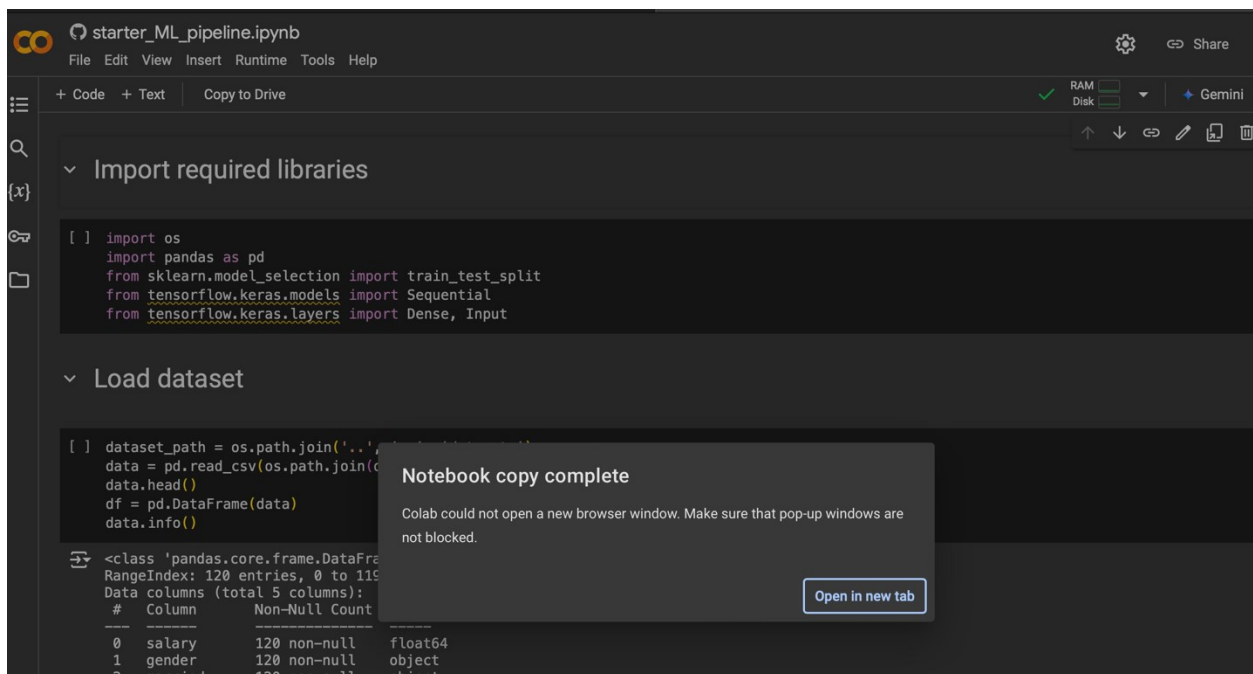 CO
starter_ML_pipeline.ipynb
File Edit View Insert Runtime Tools Help
Share
+ Code + Text Copy to Drive
RAM
Disk
Gemini
{x}
Import required libraries
[ ] import os
import pandas as pd
from sklearn.model_selection import train_test_split
from tensorflow.keras.models import Sequential
from tensorflow.keras.layers import Dense, Input
Load dataset
[ ] dataset_path = os.path.join('..',
data = pd.read_csv(os.path.join(
data.head()
df = pd.DataFrame(data)
data.info()
Notebook copy complete
Colab could not open a new browser window. Make sure that pop-up windows are
not blocked.
Open in new tab
<class 'pandas.core.frame.DataFra
RangeIndex: 120 entries, 0 to 119
Data columns (total 5 columns):
# Column Non-Null Count
--- ------ -------------- -----
0 salary 120 non-null float64
1 gender 120 non-null object